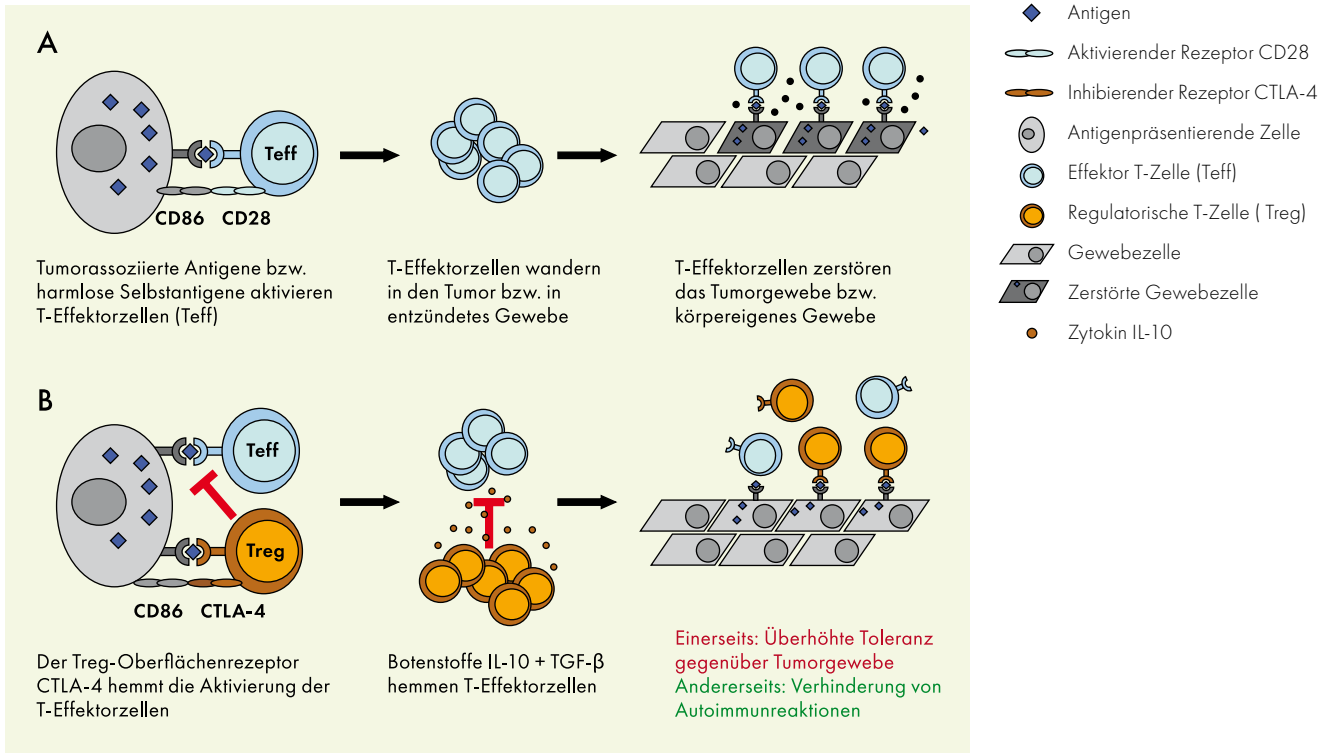 A
Teff
CD86 CD28
Tumorassoziierte Antigene bzw.
harmlose Selbstantigene aktivieren
T-Effektorzellen (Teff)
T-Effektorzellen wandern
in den Tumor bzw. in
entzündetes Gewebe
T-Effektorzellen zerstören
das Tumorgewebe bzw.
körpereigenes Gewebe
B
Teff
Treg
CD86 CTLA-4
Der Treg-Oberflächenrezeptor
CTLA-4 hemmt die Aktivierung der
T-Effektorzellen
Botenstoffe IL-10 + TGF-β
hemmen T-Effektorzellen
Einerseits: Überhöhte Toleranz
gegenüber Tumorgewebe
Andererseits: Verhinderung von
Autoimmunreaktionen
Antigen
Aktivierender Rezeptor CD28
Inhibierender Rezeptor CTLA-4
Antigenpräsentierende Zelle
Effektor T-Zelle (Teff)
Regulatorische T-Zelle ( Treg)
Gewebezelle
Zerstörte Gewebezelle
Zytokin IL-10